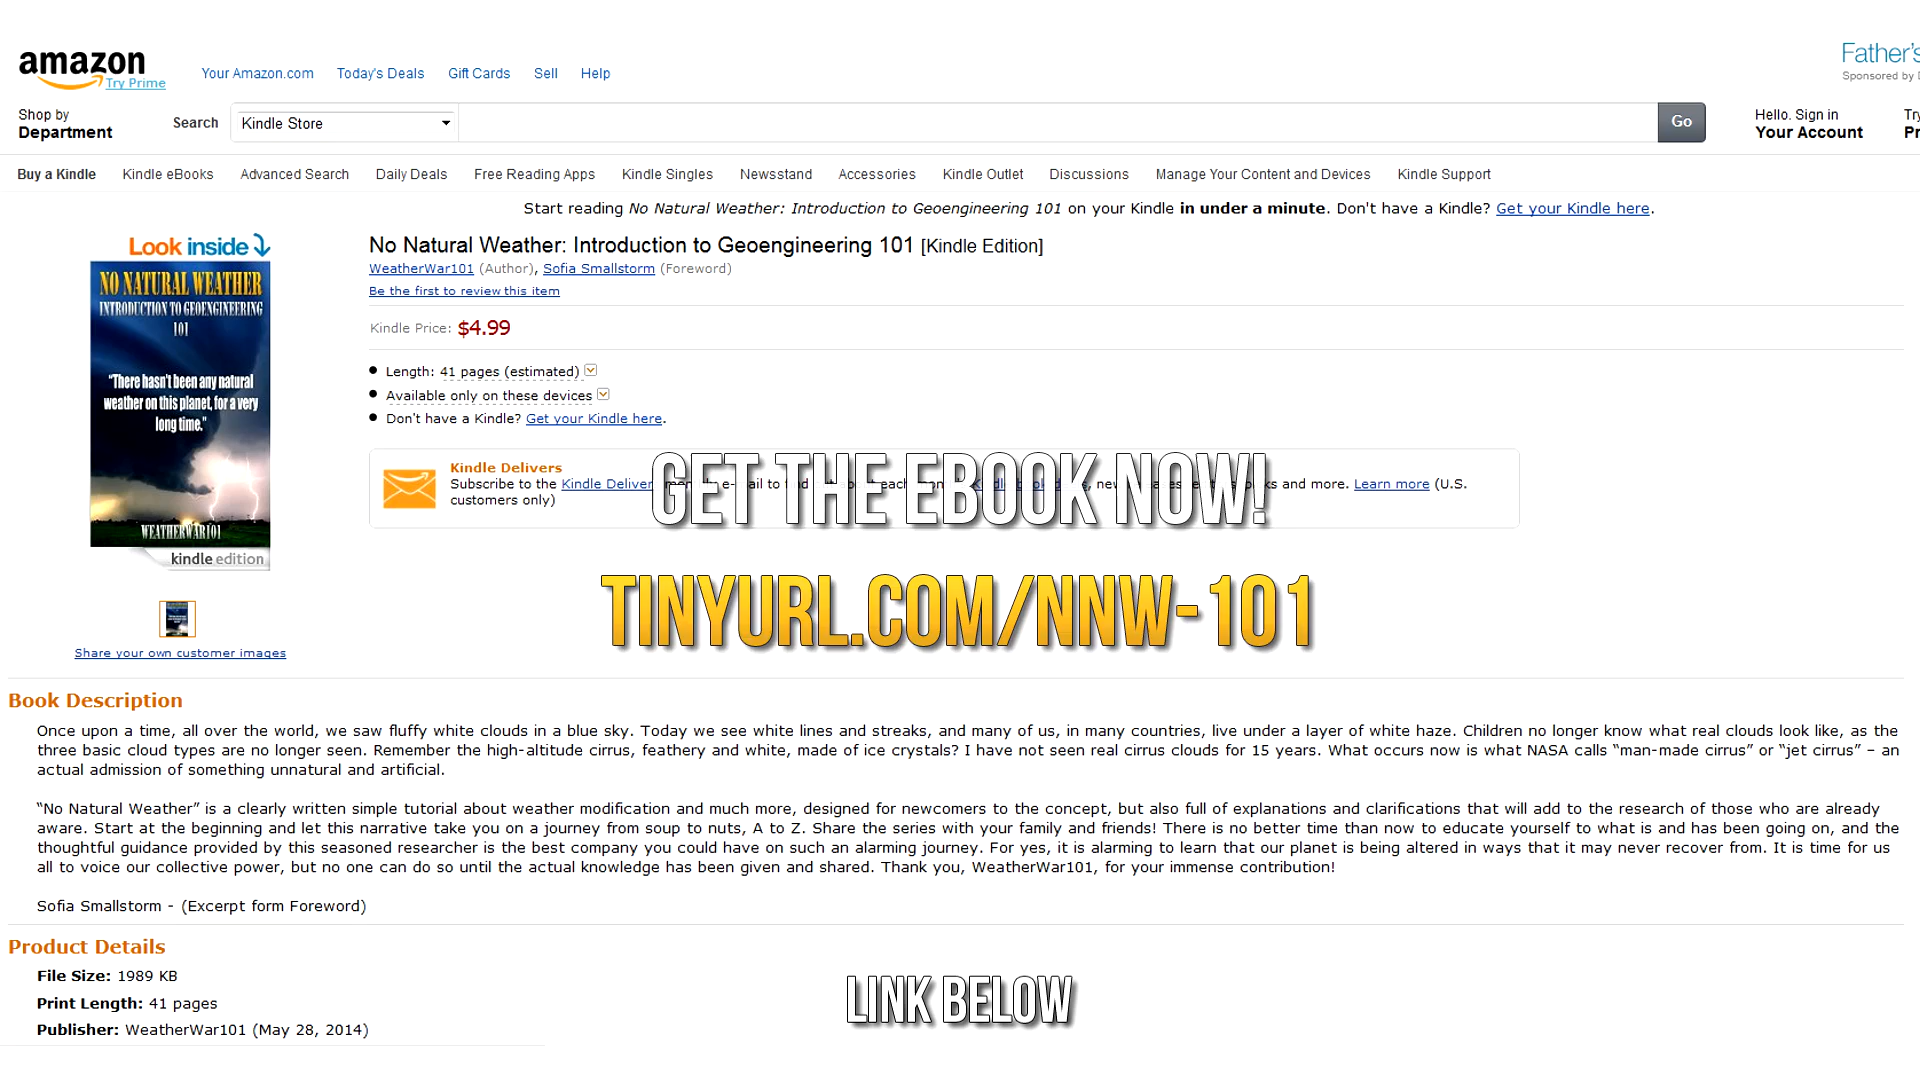 amazon
Try Prime
Your Amazon.com Today's Deals Gift Cards Sell Help
Father's
Sponsored by
Shop by
Department
Search Kindle Store Go
Hello. Sign in
Your Account
Buy a Kindle Kindle eBooks Advanced Search Daily Deals Free Reading Apps Kindle Singles Newsstand Accessories Kindle Outlet Discussions Manage Your Content and Devices Kindle Support
Start reading No Natural Weather: Introduction to Geoengineering 101 on your Kindle in under a minute. Don't have a Kindle? Get your Kindle here.
Look inside
NO NATURAL WEATHER
INTRODUCTION TO GEOENGINEERING
101
"There hasn't been any natural
weather on this planet, for a very
long time."
WEATHERWAR101
kindle edition
Share your own customer images
No Natural Weather: Introduction to Geoengineering 101 [Kindle Edition]
WeatherWar101 (Author), Sofia Smallstorm (Foreword)
Be the first to review this item
Kindle Price: $4.99
Length: 41 pages (estimated)
Available only on these devices
Don't have a Kindle? Get your Kindle here.
Kindle Delivers
Subscribe to the Kindle Deliver and more. Learn more (U.S.
customers only)
GET THE EBOOK NOW!
TINYURL.COM/NNW-101
Book Description
Once upon a time, all over the world, we saw fluffy white clouds in a blue sky. Today we see white lines and streaks, and many of us, in many countries, live under a layer of white haze. Children no longer know what real clouds look like, as the
three basic cloud types are no longer seen. Remember the high-altitude cirrus, feathery and white, made of ice crystals? I have not seen real cirrus clouds for 15 years. What occurs now is what NASA calls “man-made cirrus” or “jet cirrus” – an
actual admission of something unnatural and artificial.
“No Natural Weather” is a clearly written simple tutorial about weather modification and much more, designed for newcomers to the concept, but also full of explanations and clarifications that will add to the research of those who are already
aware. Start at the beginning and let this narrative take you on a journey from soup to nuts, A to Z. Share the series with your family and friends! There is no better time than now to educate yourself to what is and has been going on, and the
thoughtful guidance provided by this seasoned researcher is the best company you could have on such an alarming journey. For yes, it is alarming to learn that our planet is being altered in ways that it may never recover from. It is time for us
all to voice our collective power, but no one can do so until the actual knowledge has been given and shared. Thank you, WeatherWar101, for your immense contribution!
Sofia Smallstorm - (Excerpt form Foreword)
Product Details
File Size: 1989 KB
Print Length: 41 pages
Publisher: WeatherWar101 (May 28, 2014)
LINK BELOW